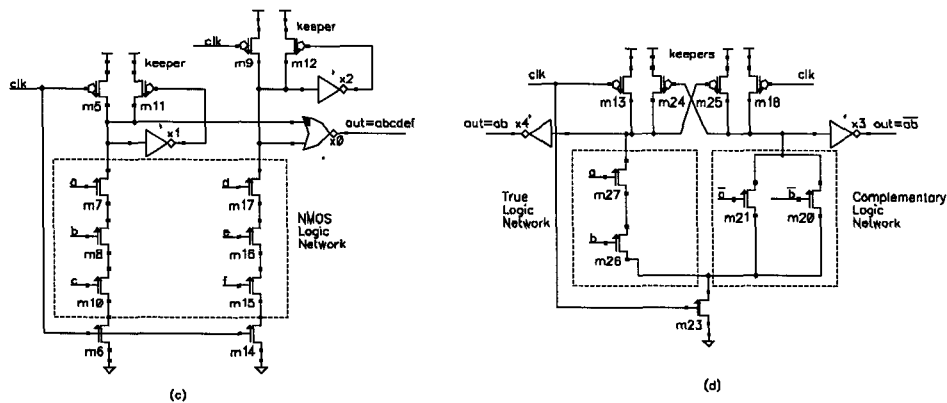 keeper
clk
m9
m12
x2
keeper
clk
m5
m11
x1
x0
out=abcdef
a
m7
d
m17
b
m8
e
m16
c
m10
f
m15
NMOS
Logic
Network
m6
m14
(c)
keepers
clk
clk
m13
m24
m25
m18
out=ab
x4
x3
out=ab̅
a
m27
a̅
m21
b̅
m20
b
m26
True
Logic
Network
Complementary
Logic
Network
m23
(d)